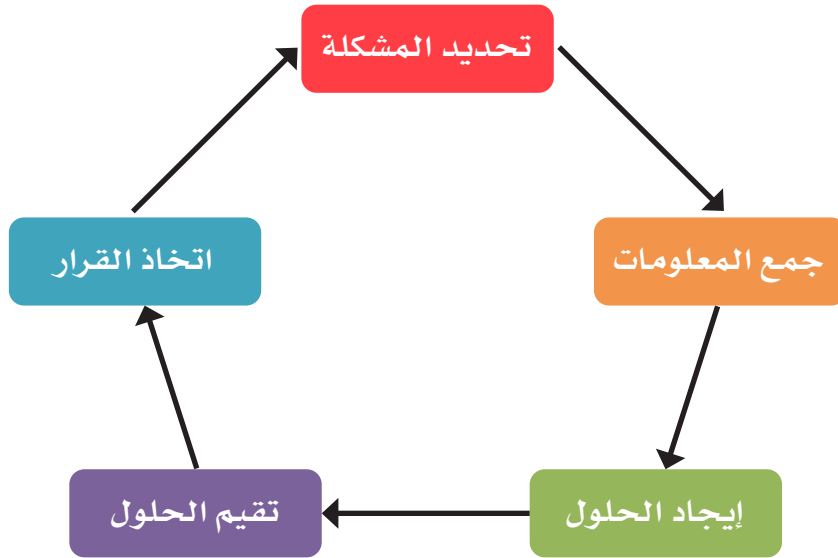 تحديد المشكلة
جمع المعلومات
إيجاد الحلول
تقيم الحلول
اتخاذ القرار